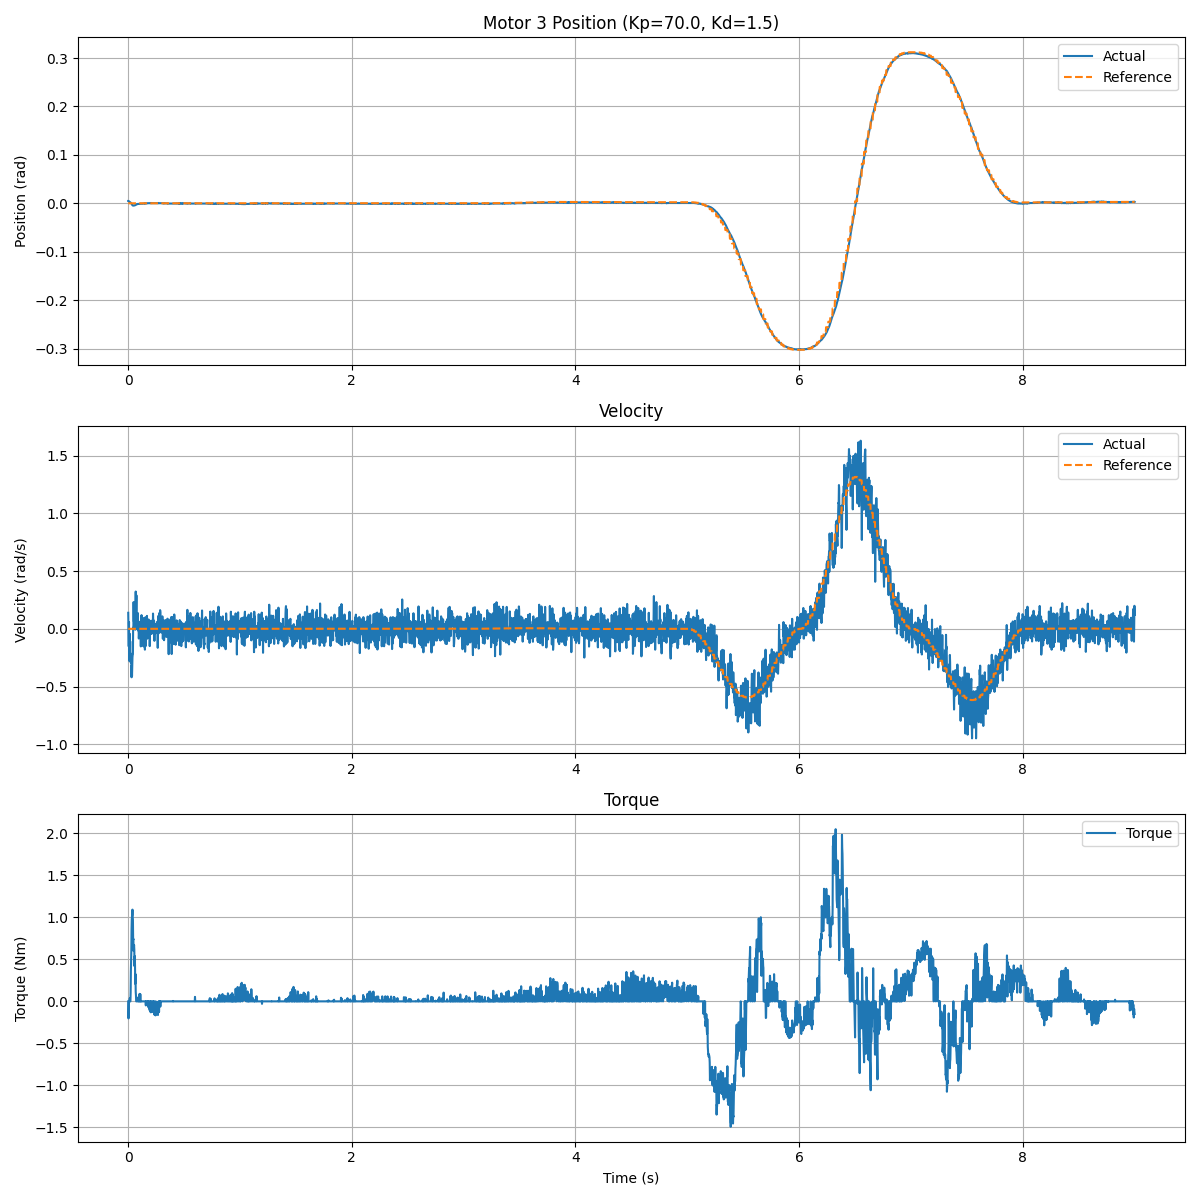 Motor 3 Position (Kp=70.0, Kd=1.5)
Position (rad)
0.3
0.2
0.1
0.0
−0.1
−0.2
−0.3
Actual
Reference
0 2 4 6 8
Velocity
Velocity (rad/s)
1.5
1.0
0.5
0.0
−0.5
−1.0
Actual
Reference
0 2 4 6 8
Torque
Torque (Nm)
2.0
1.5
1.0
0.5
0.0
−0.5
−1.0
−1.5
Torque
0 2 4 6 8
Time (s)